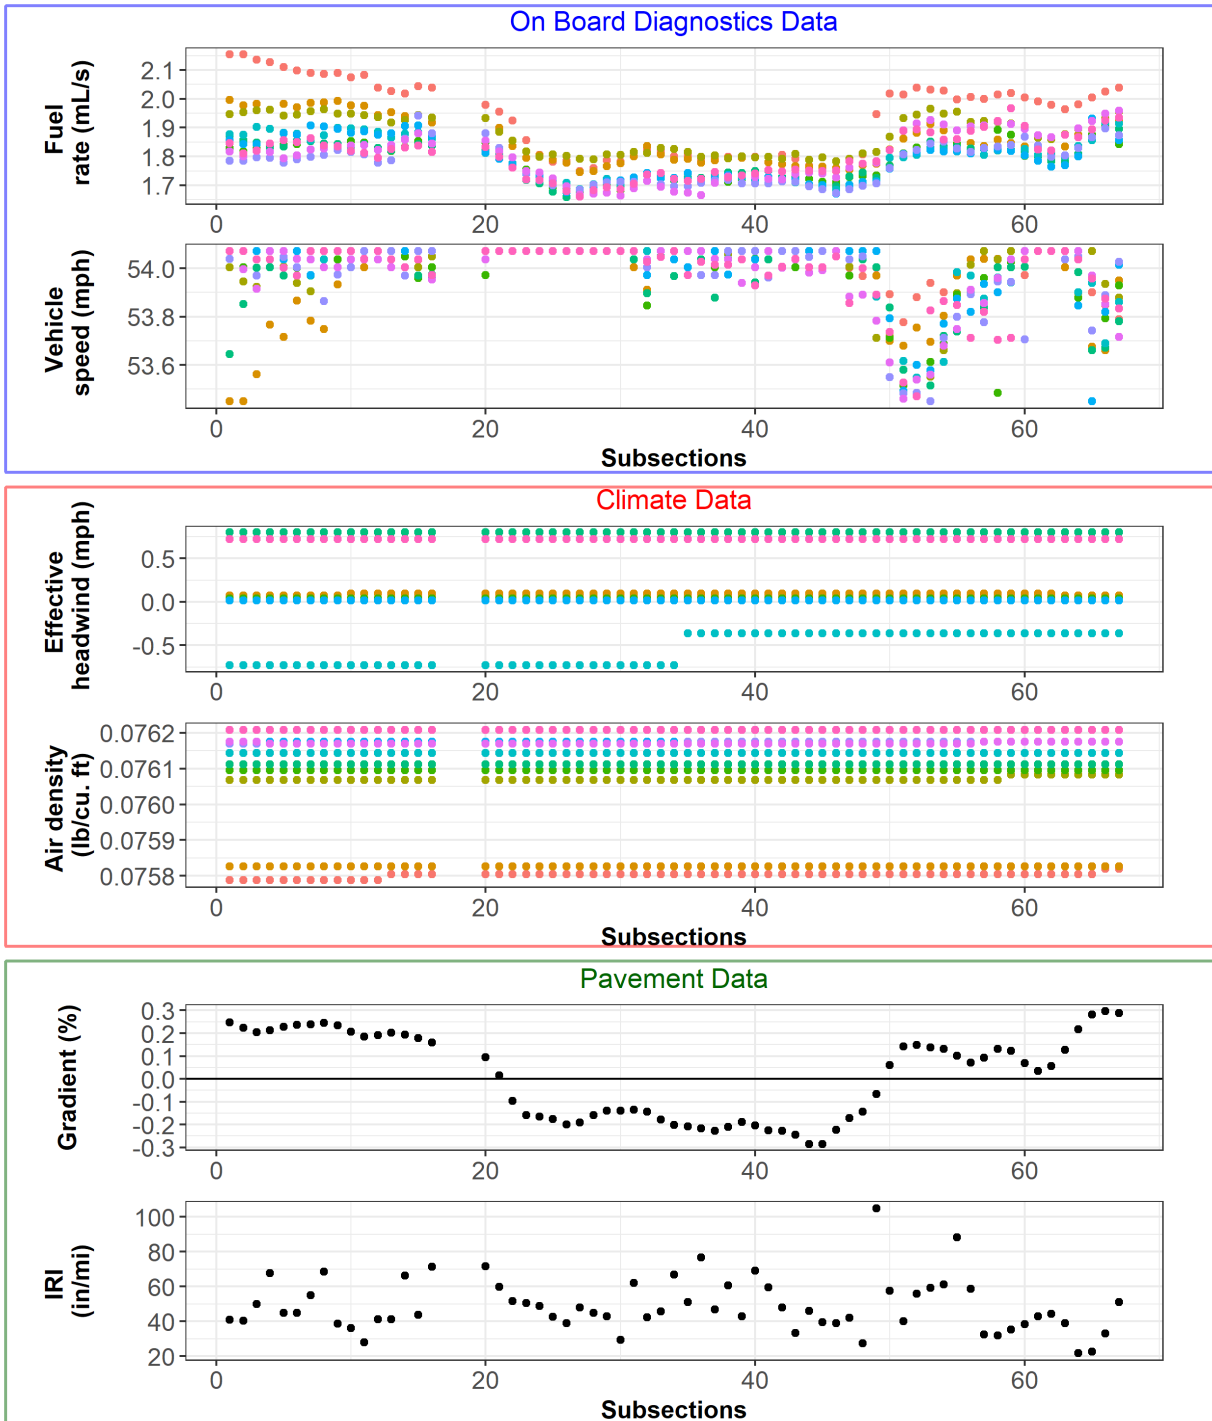 On Board Diagnostics Data
Fuel
rate (mL/s)
2.1
2.0
1.9
1.8
1.7
0 20 40 60
Vehicle
speed (mph)
54.0
53.8
53.6
0 20 40 60
Subsections
Climate Data
Effective
headwind (mph)
0.5
0.0
-0.5
0 20 40 60
Air density
(lb/cu. ft)
0.0762
0.0761
0.0760
0.0759
0.0758
0 20 40 60
Subsections
Pavement Data
Gradient (%)
0.3
0.2
0.1
0.0
-0.1
-0.2
-0.3
0 20 40 60
IRI
(in/mi)
100
80
60
40
20
0 20 40 60
Subsections